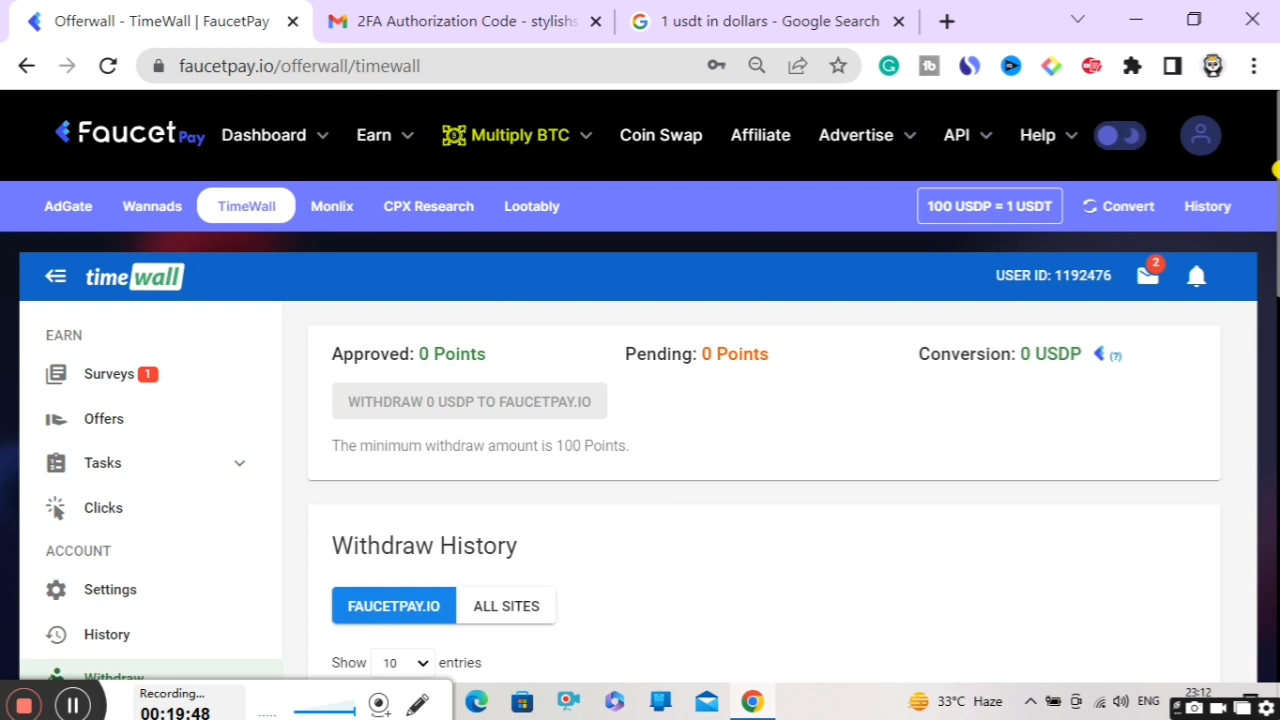 Offerwall - TimeWall | FaucetPay
2FA Authorization Code - stylishs
1 usdt in dollars - Google Search
faucetpay.io/offerwall/timewall
FaucetPay
Dashboard
Earn
Multiply BTC
Coin Swap
Affiliate
Advertise
API
Help
AdGate
Wannads
TimeWall
Monlix
CPX Research
Lootably
100 USDP = 1 USDT
Convert
History
timewall
USER ID: 1192476
2
EARN
Surveys 1
Offers
Tasks
Clicks
ACCOUNT
Settings
History
Withdraw
Approved: 0 Points
Pending: 0 Points
Conversion: 0 USDP (?)
WITHDRAW 0 USDP TO FAUCETPAY.IO
The minimum withdraw amount is 100 Points.
Withdraw History
FAUCETPAY.IO
ALL SITES
Show 10 entries
Recording...
00:19:48
33°C Haze
ENG
23:12